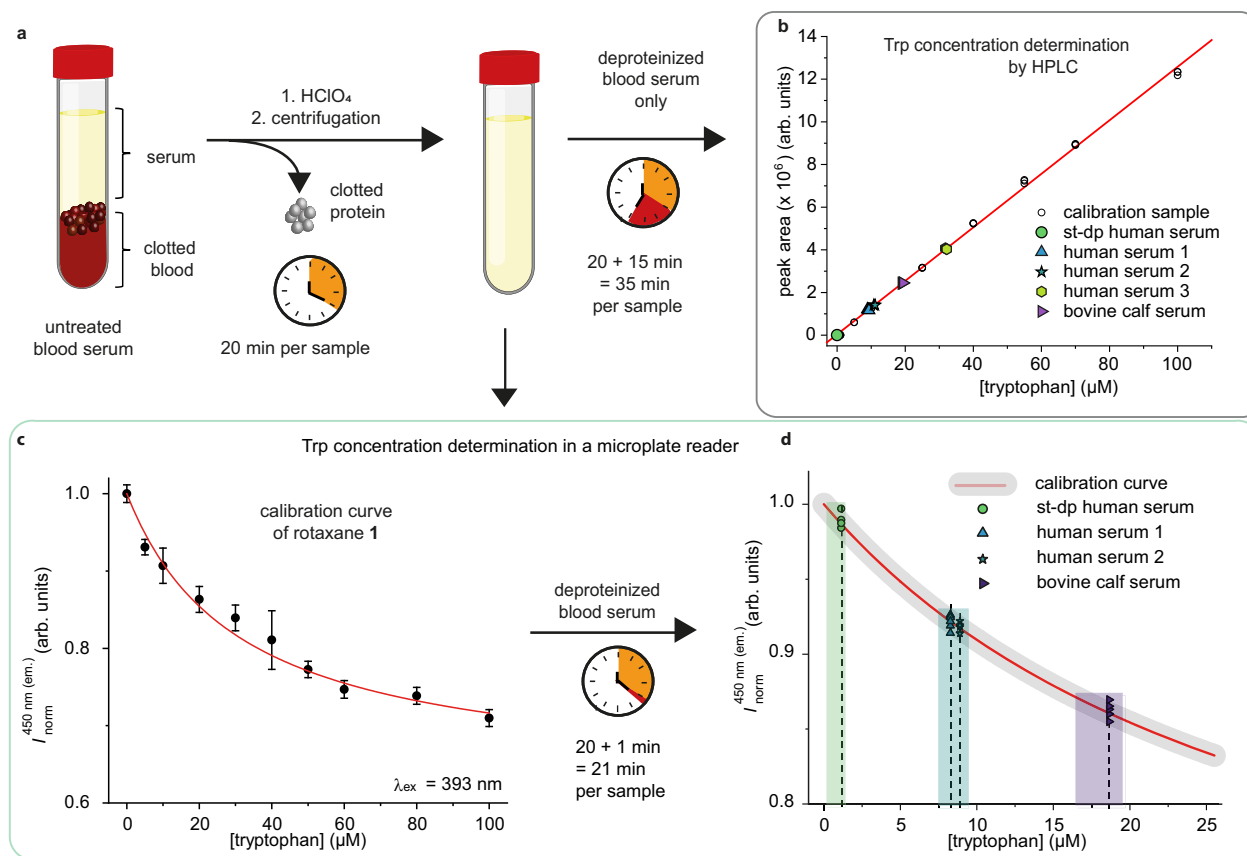 a
serum
clotted
blood
untreated
blood serum
1. HClO₄
2. centrifugation
clotted
protein
20 min per sample
deproteinized
blood serum
only
20 + 15 min
= 35 min
per sample
b
Trp concentration determination
by HPLC
peak area (x 10⁶) (arb. units)
14
12
10
8
6
4
2
0
calibration sample
st-dp human serum
human serum 1
human serum 2
human serum 3
bovine calf serum
0 20 40 60 80 100
[tryptophan] (µM)
c
Trp concentration determination in a microplate reader
I norm 450 nm (em.) (arb. units)
1.0
0.8
0.6
calibration curve
of rotaxane 1
λex = 393 nm
0 20 40 60 80 100
[tryptophan] (µM)
deproteinized
blood serum
20 + 1 min
= 21 min
per sample
d
I norm 450 nm (em.) (arb. units)
1.0
0.9
0.8
calibration curve
st-dp human serum
human serum 1
human serum 2
bovine calf serum
0 5 10 15 20 25
[tryptophan] (µM)